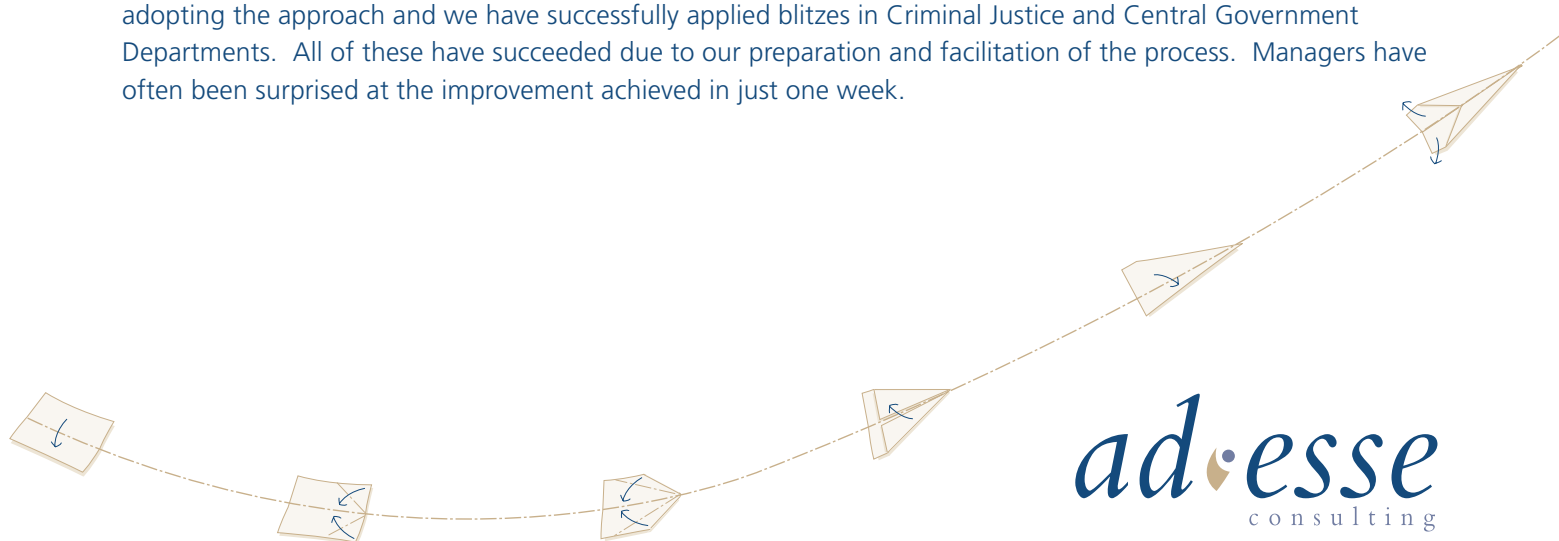 adopting the approach and we have successfully applied blitzes in Criminal Justice and Central Government
Departments.  All of these have succeeded due to our preparation and facilitation of the process.  Managers have
often been surprised at the improvement achieved in just one week.
ad esse
consulting